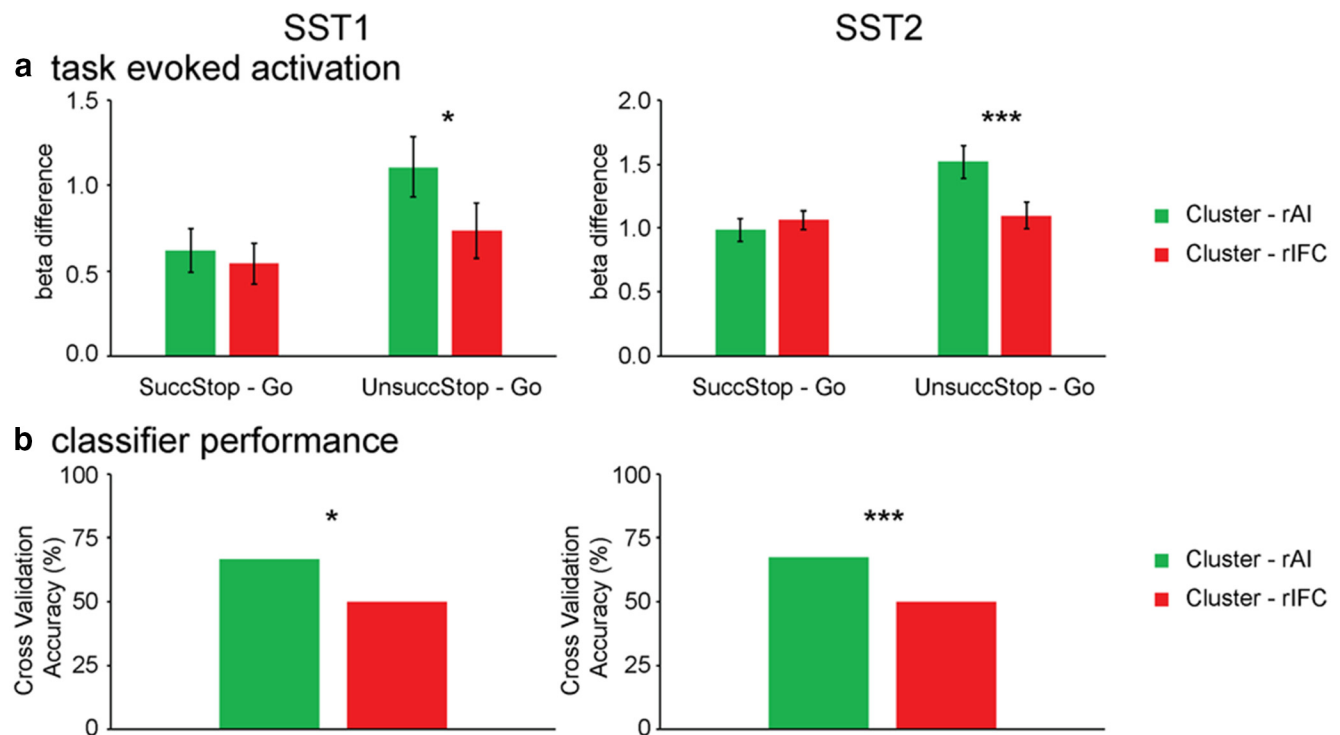 SST1 SST2
a task evoked activation
1.5
1.0
0.5
0.0
beta difference
*
SuccStop - Go UnsuccStop - Go
2.0
1.5
1.0
0.5
0.0
beta difference
***
SuccStop - Go UnsuccStop - Go
Cluster - rAI
Cluster - rIFC
b classifier performance
100
75
50
25
0
Cross Validation
Accuracy (%)
*
100
75
50
25
0
Cross Validation
Accuracy (%)
***
Cluster - rAI
Cluster - rIFC